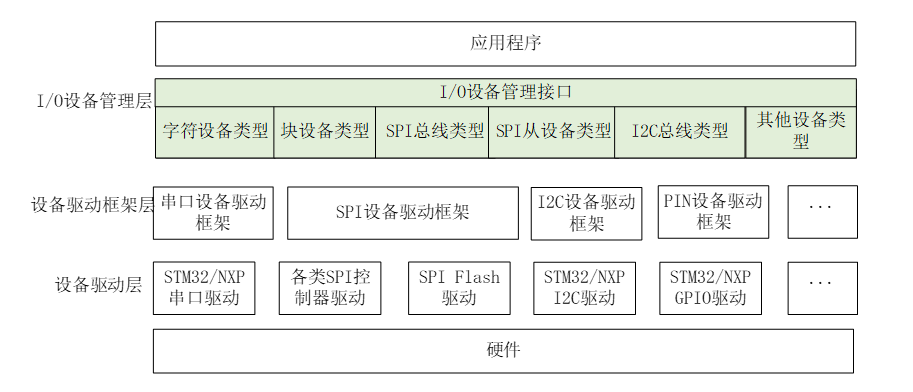 应用程序
I/O设备管理层
I/O设备管理接口
字符设备类型 块设备类型 SPI总线类型 SPI从设备类型 I2C总线类型 其他设备类
型
设备驱动框架层
串口设备驱动
框架
SPI设备驱动框架
I2C设备驱动
框架
PIN设备驱动
框架
...
设备驱动层
STM32/NXP
串口驱动
各类SPI控
制器驱动
SPI Flash
驱动
STM32/NXP
I2C驱动
STM32/NXP
GPIO驱动
...
硬件